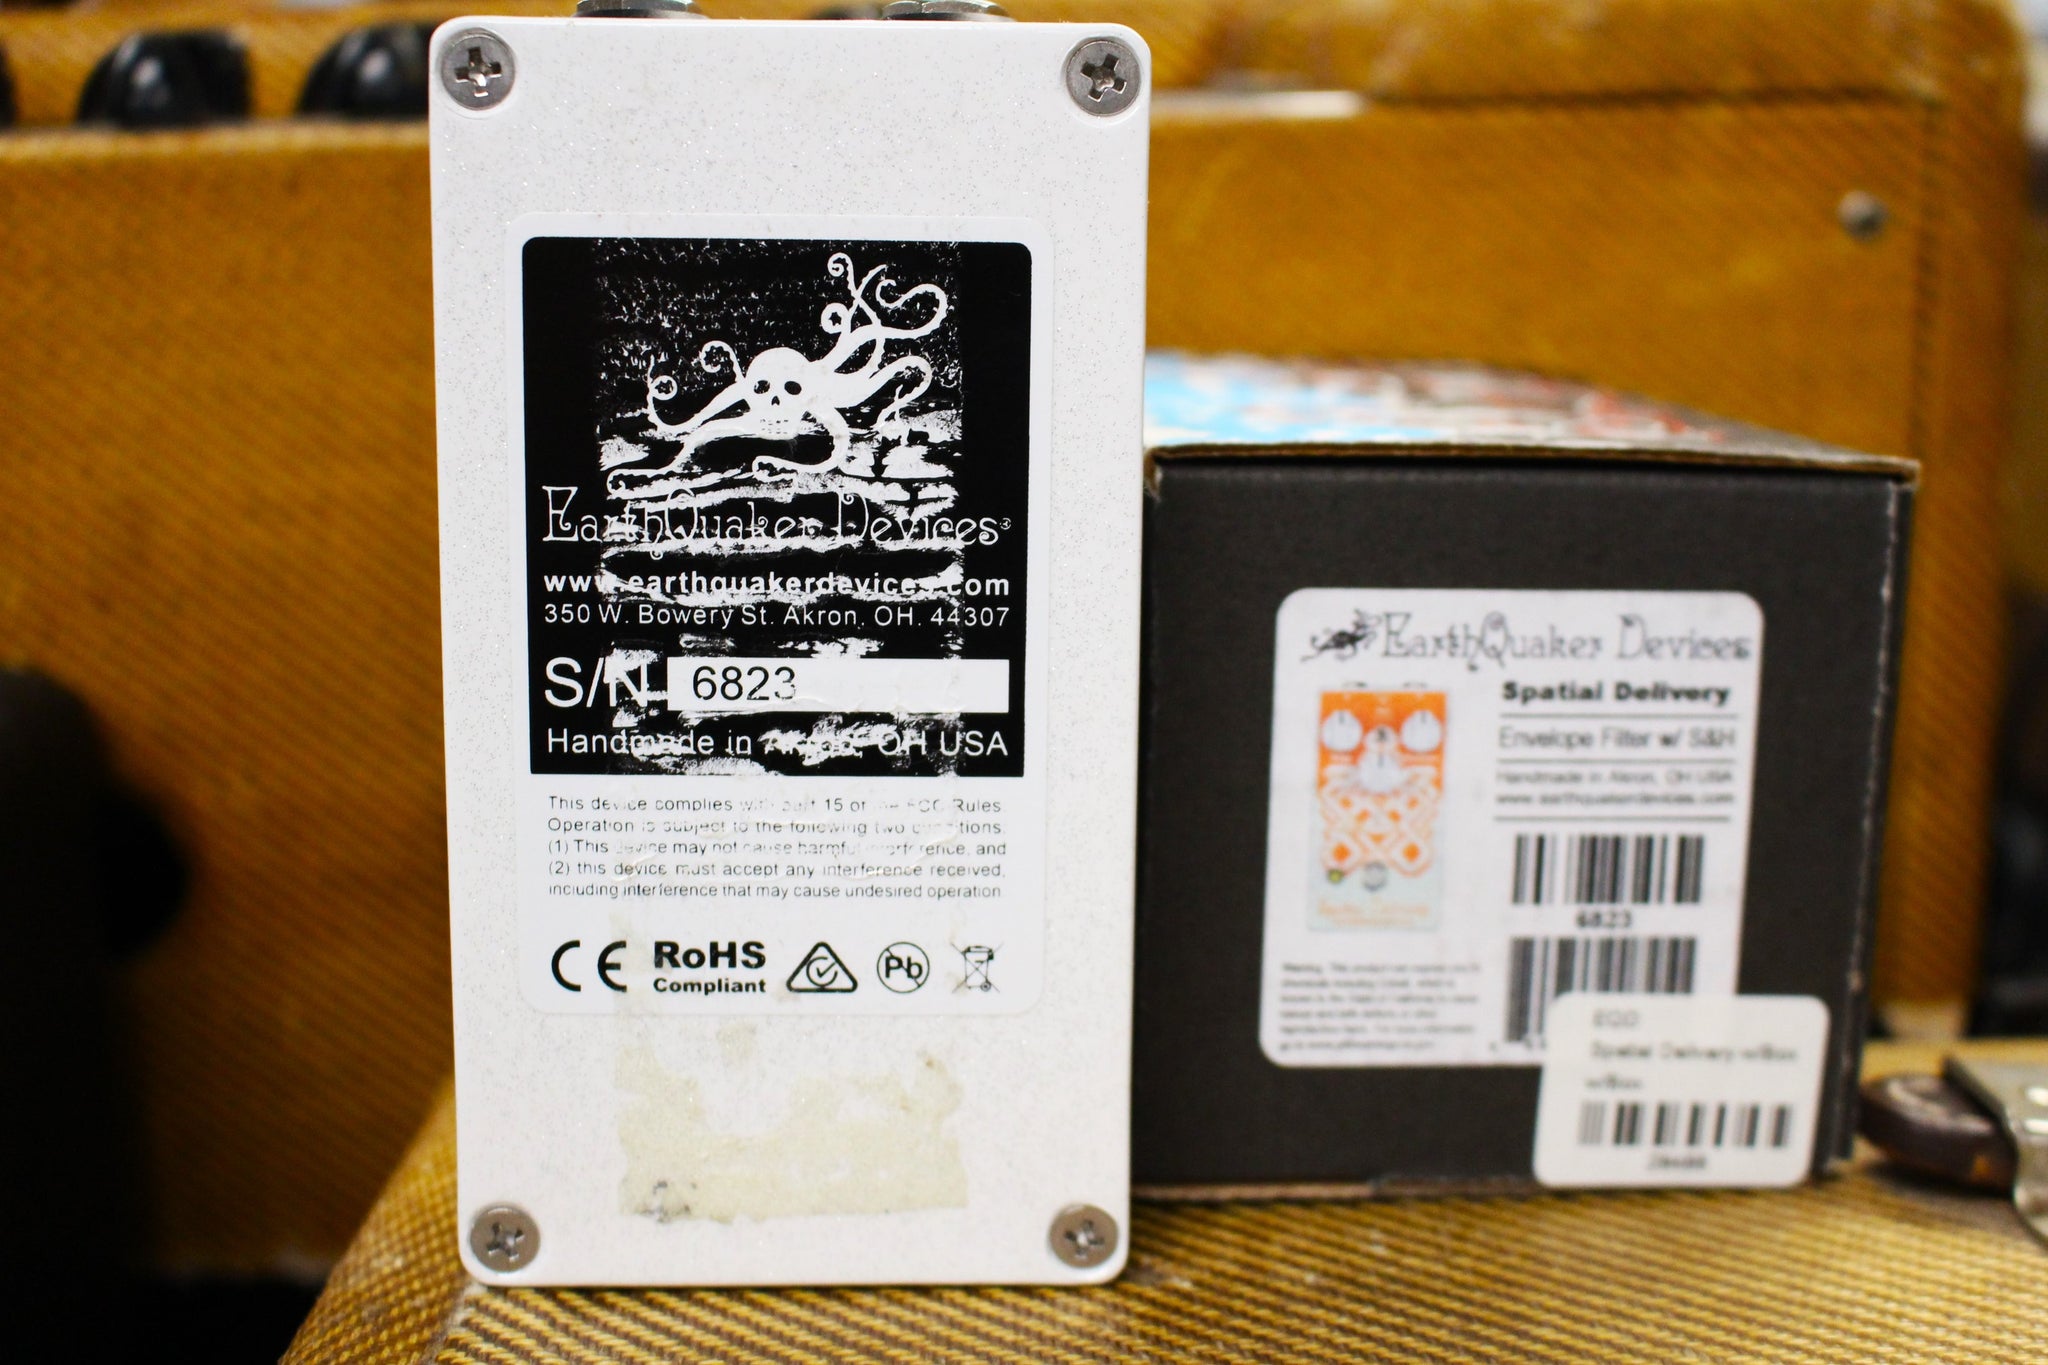 EarthQuaker Devices®
www.earthquakerdevices.com
350 W. Bowery St. Akron, OH. 44307
S/N 6823
Handmade in Akron, OH USA
This device complies with part 15 of the FCC Rules.
Operation is subject to the following two conditions.
(1) This device may not cause harmful interference, and
(2) this device must accept any interference received,
including interference that may cause undesired operation.
CE RoHS
Compliant
Pb
EarthQuaker Devices
Spatial Delivery
Envelope Filter w/ S&H
Handmade in Akron, OH USA
www.earthquakerdevices.com
6823
EQD
Spatial Delivery w/Box
w/Box